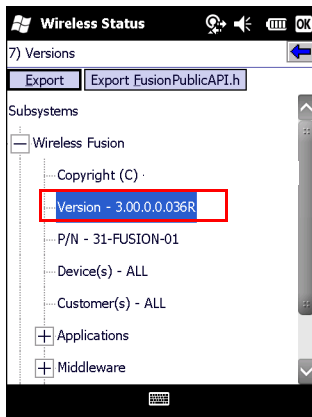 Wireless Status
OK
7) Versions
Export Export FusionPublicAPI.h
Subsystems
Wireless Fusion
Copyright (C)
Version - 3.00.0.0.036R
P/N - 31-FUSION-01
Device(s) - ALL
Customer(s) - ALL
Applications
Middleware